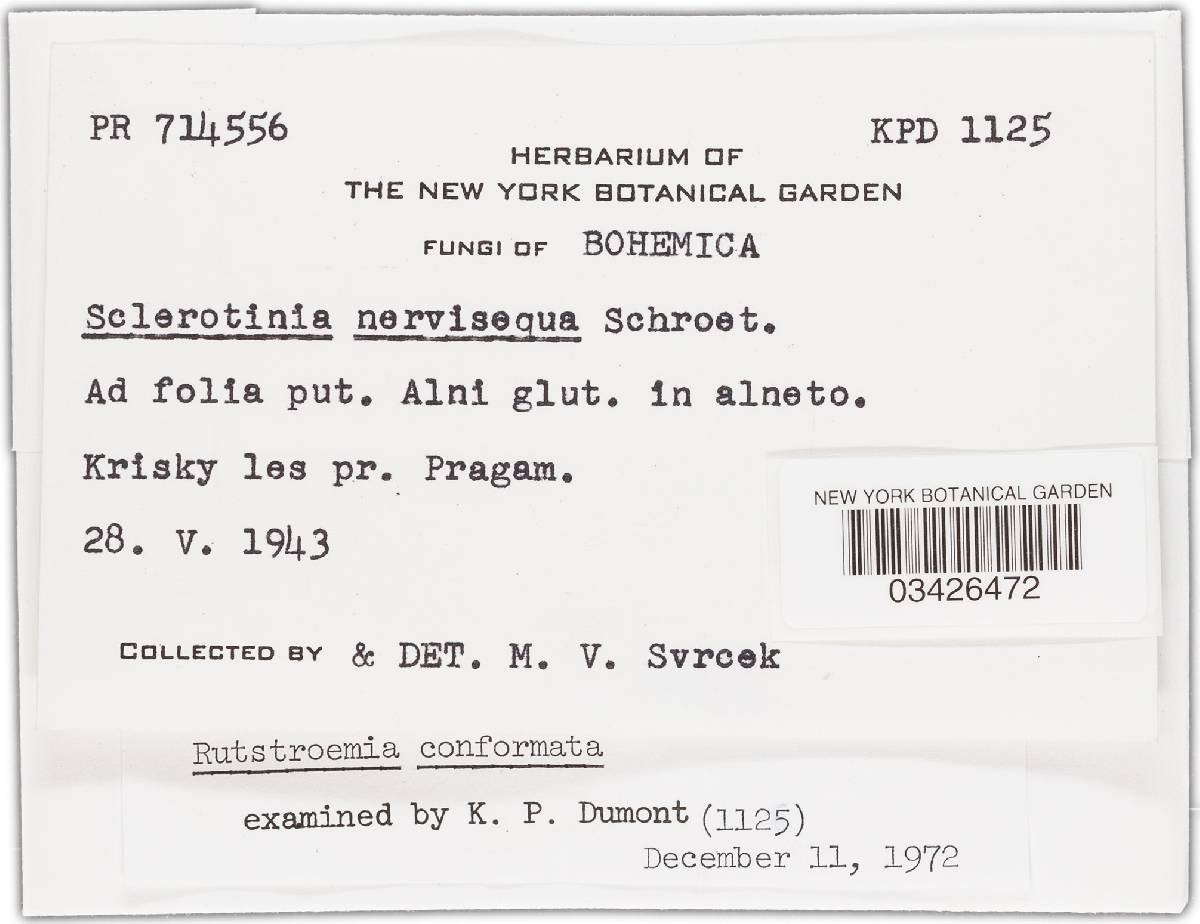 PR 714556
KPD 1125
HERBARIUM OF
THE NEW YORK BOTANICAL GARDEN
FUNGI OF BOHEMICA
Sclerotinia nervisequa Schroet.
Ad folia put. Alni glut. in alneto.
Krisky les pr. Pragam.
28. V. 1943
NEW YORK BOTANICAL GARDEN
03426472
COLLECTED BY & DET. M. V. Svrcek
Rutstroemia conformata
examined by K. P. Dumont (1125)
December 11, 1972